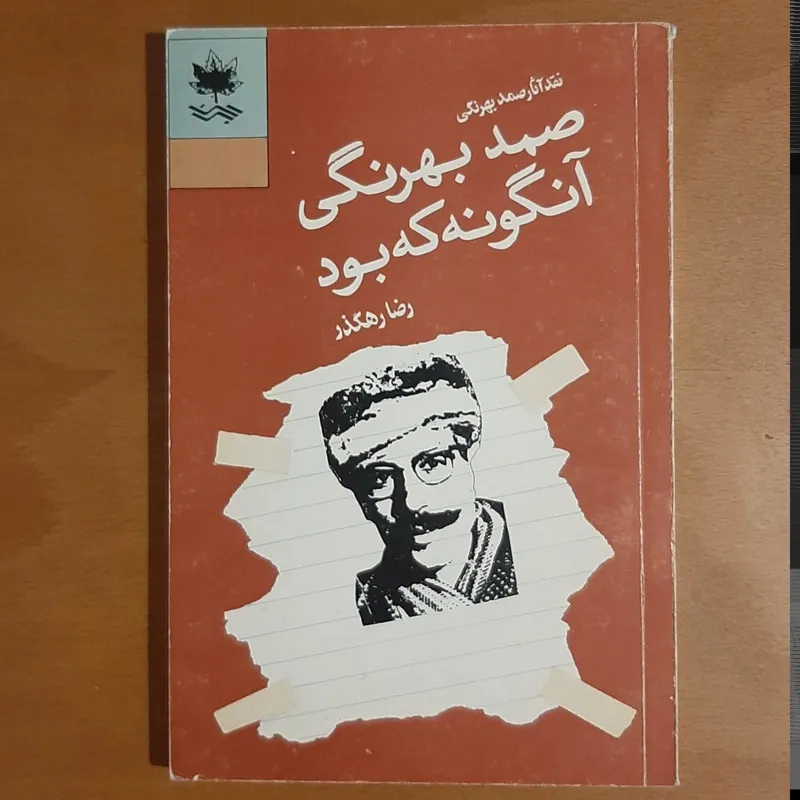 نقد آثار صمد بهرنگی
صمد بهرنگی
آنگونه که بود
رضا رهگذر